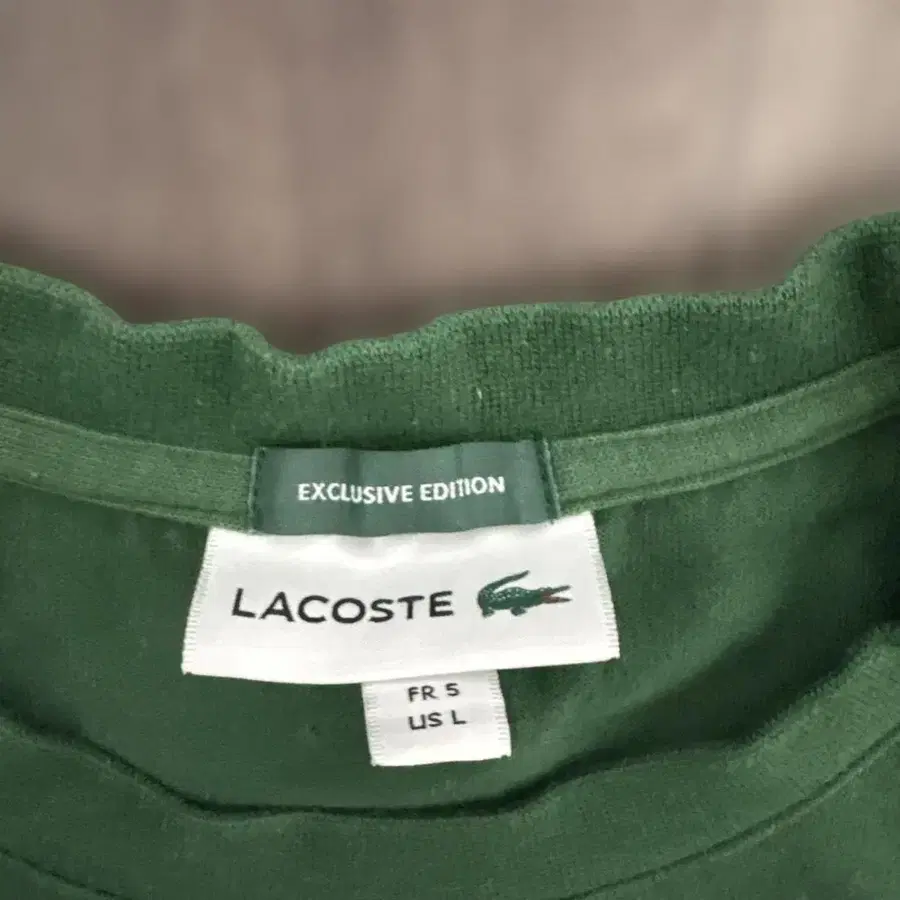 EXCLUSIVE EDITION
LACOSTE
FR 5
US L